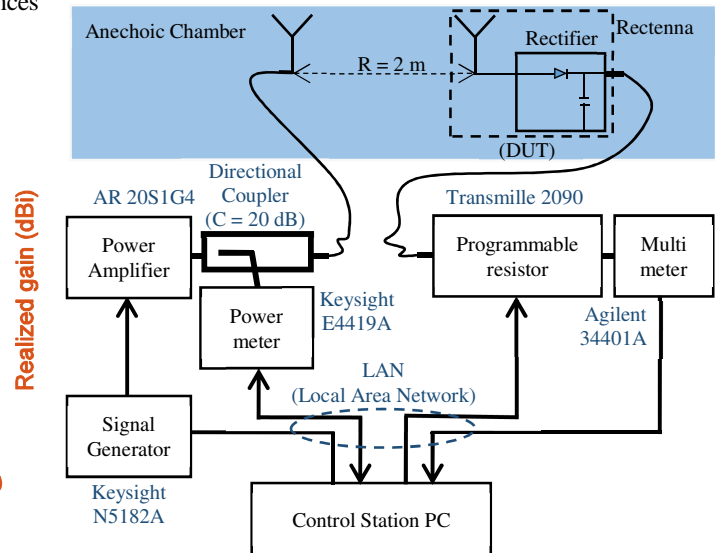 nces
Anechoic Chamber
Rectenna
Rectifier
R = 2 m
(DUT)
Directional
Coupler
(C = 20 dB)
AR 20S1G4
Transmille 2090
Power
Amplifier
Programmable
resistor
Multi
meter
Power
meter
Keysight
E4419A
Agilent
34401A
Realized gain (dBi)
LAN
(Local Area Network)
Signal
Generator
Keysight
N5182A
Control Station PC